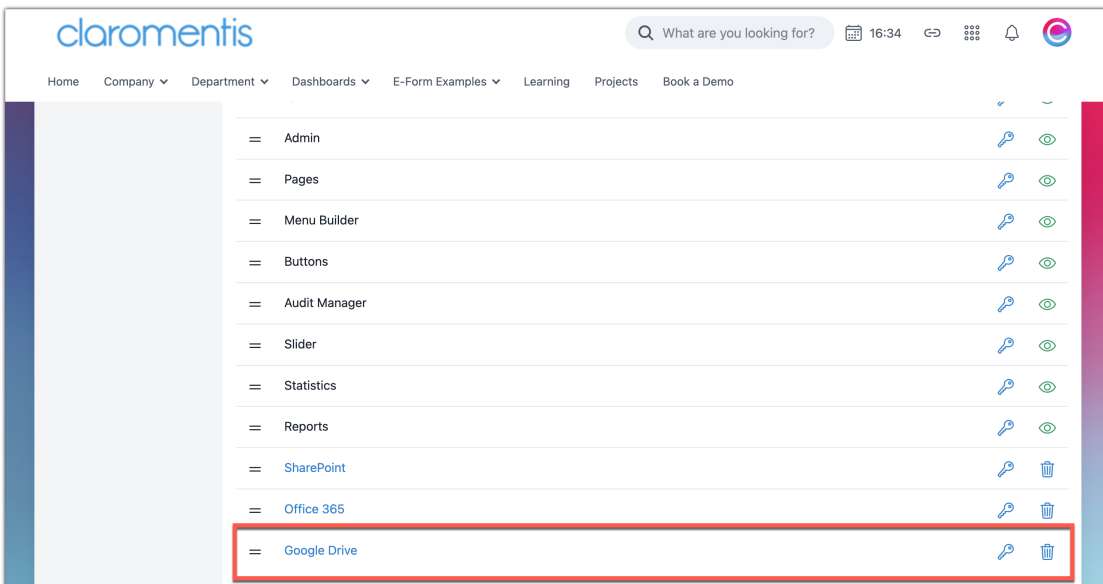 claromentis
What are you looking for?
16:34
Home Company Department Dashboards E-Form Examples Learning Projects Book a Demo
Admin
Pages
Menu Builder
Buttons
Audit Manager
Slider
Statistics
Reports
SharePoint
Office 365
Google Drive